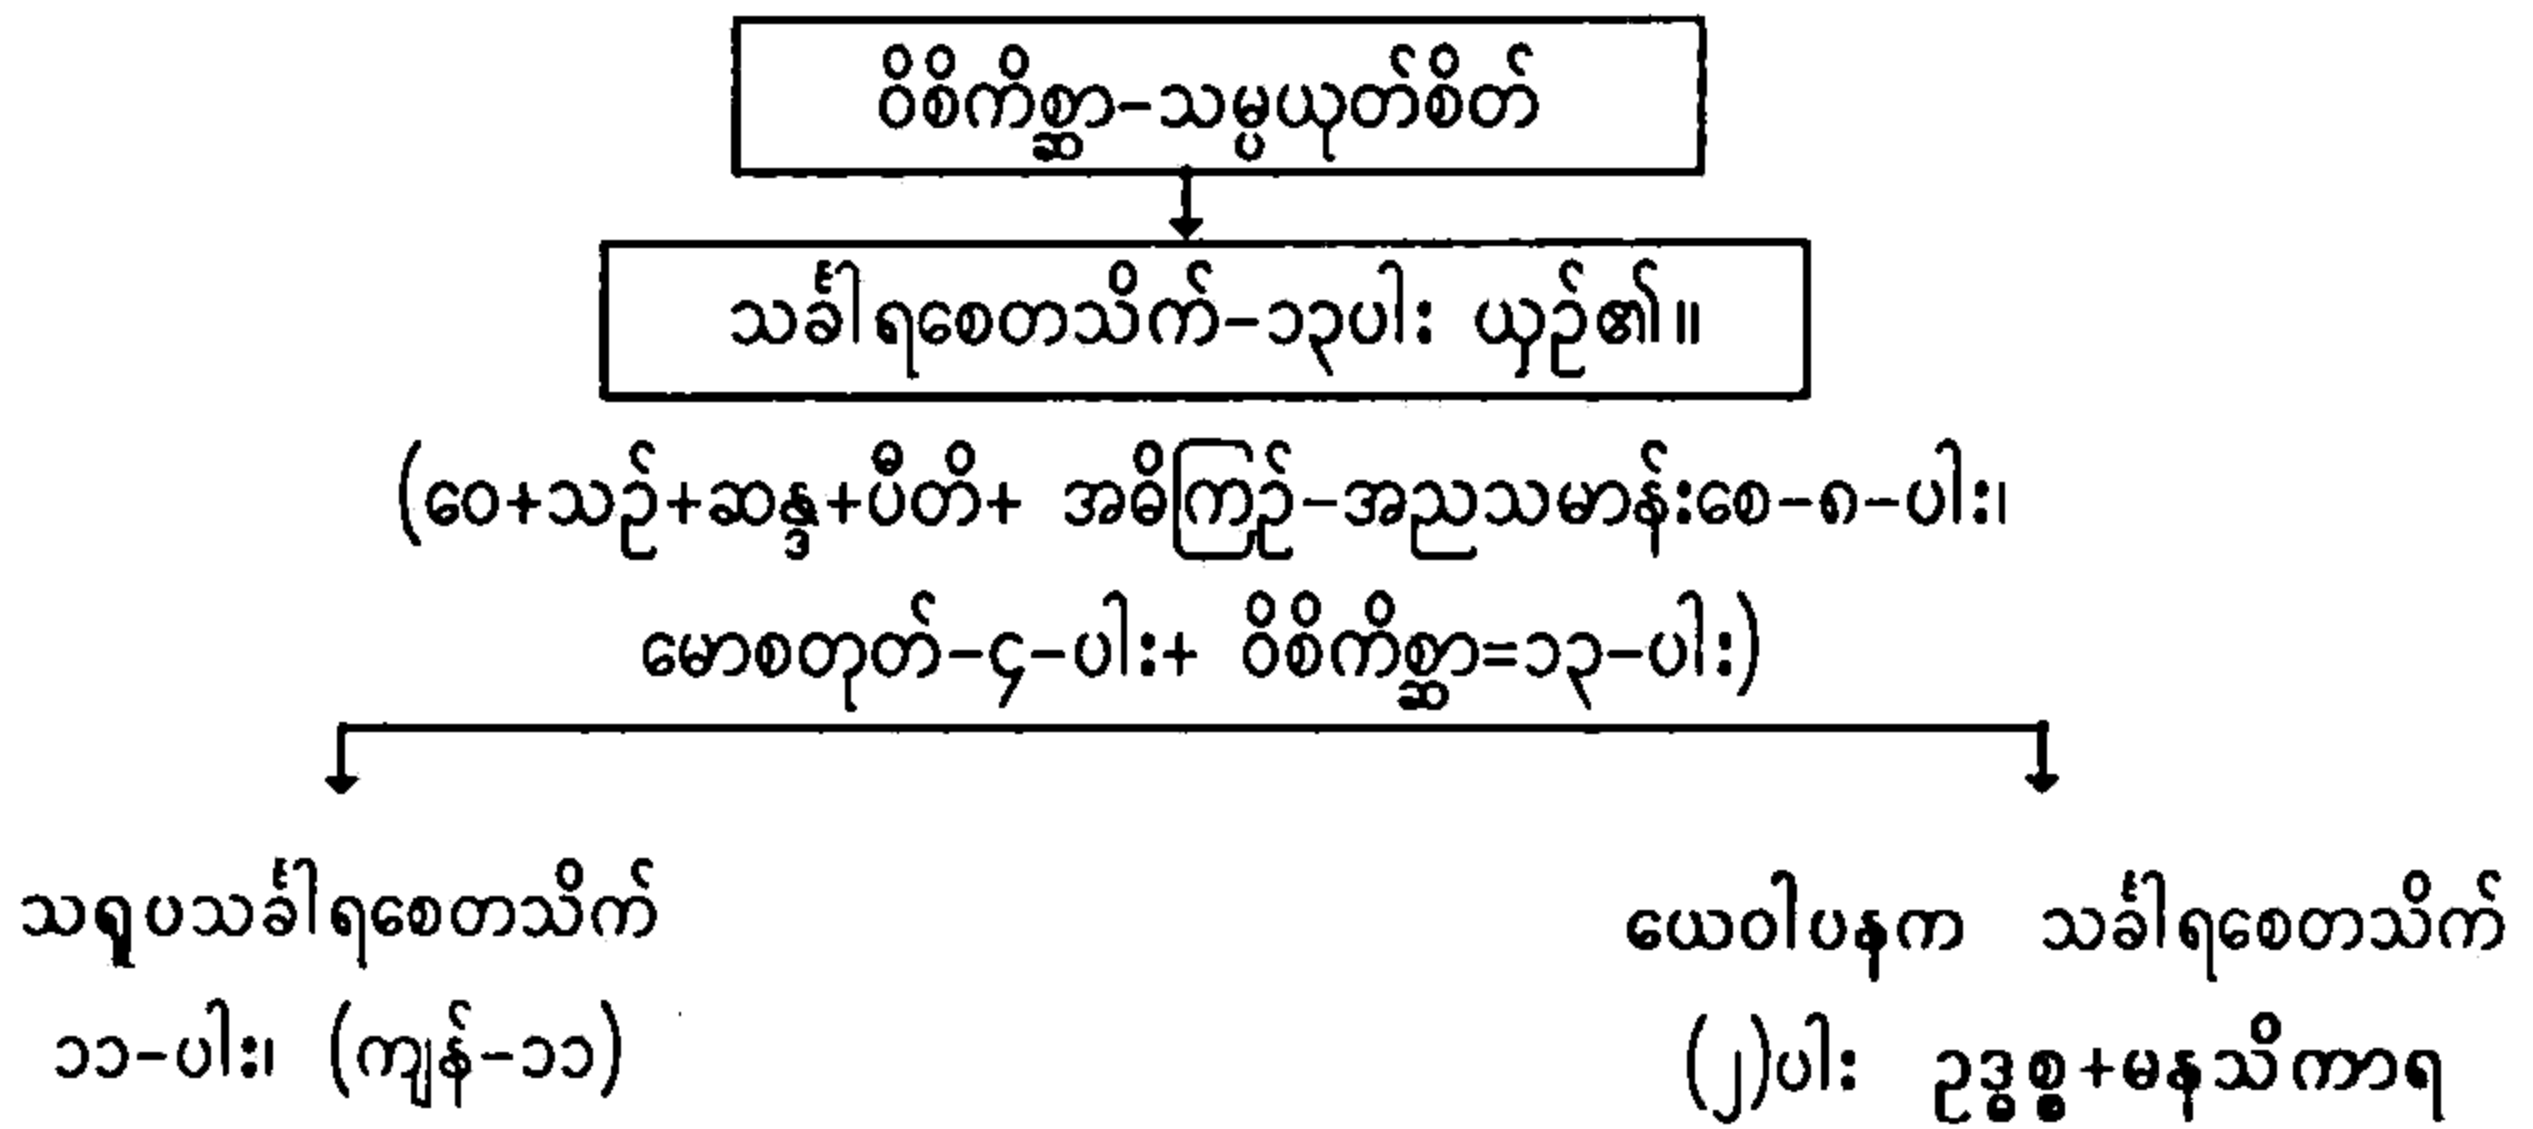 ဝိစိကိစ္ဆာ-သမ္ပယုတ်စိတ်
သင်္ခါရစေတသိက်-၁၃ပါး ယှဉ်၏။
(ဝေ+သဉ်+ဆန္ဒ+ပီတိ+ အဓိကြဉ်-အညသမာန်းစေ-၈-ပါး၊
မောစတုတ်-၄-ပါး+ ဝိစိကိစ္ဆာ=၁၃-ပါး)
သရူပသင်္ခါရစေတသိက်
၁၁-ပါး၊ (ကျန်-၁၁)
ယေဝါပနက သင်္ခါရစေတသိက်
(၂)ပါး ဥဒ္ဓစ္စ+မနသိကာရ